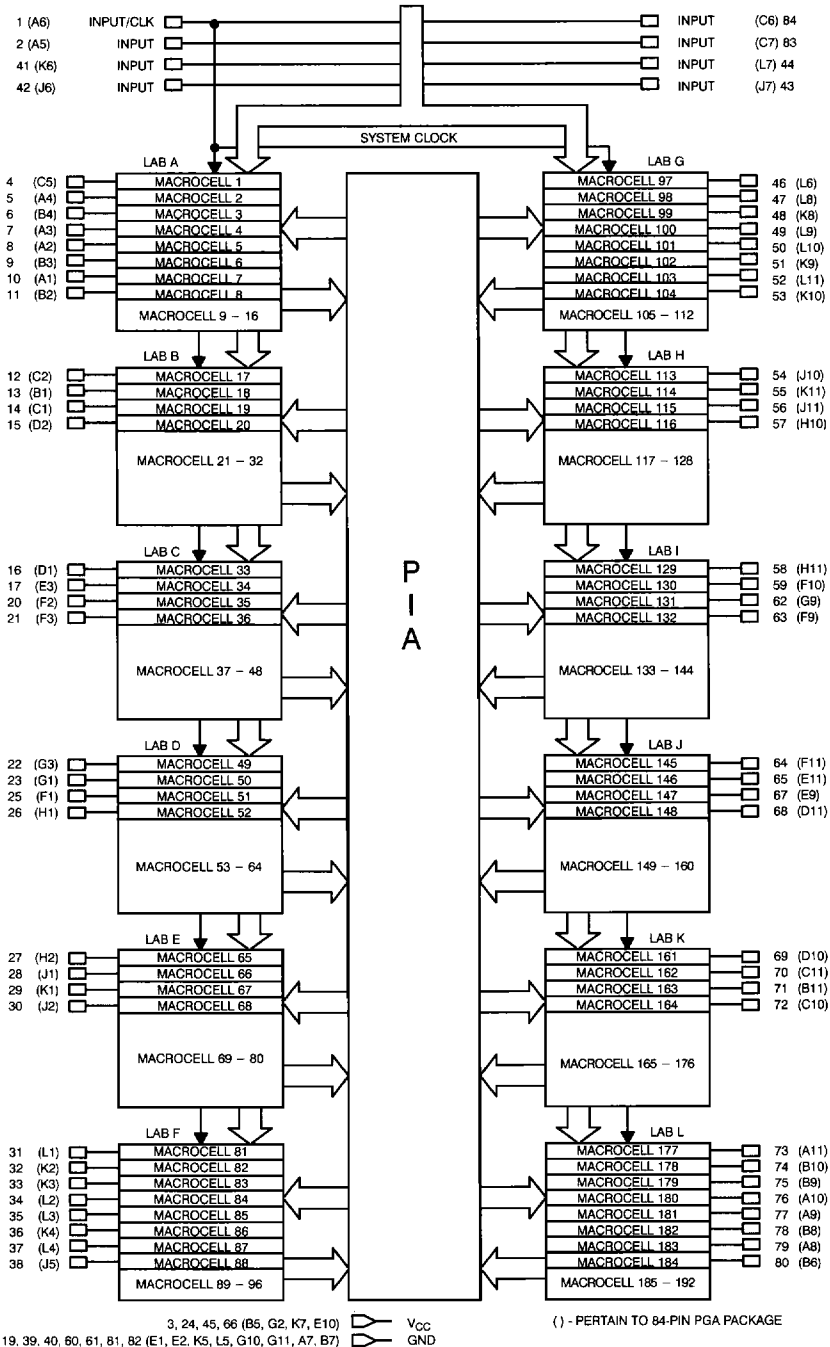 1 (A6) INPUT/CLK INPUT (C6) 84
2 (A5) INPUT INPUT (C7) 83
41 (K6) INPUT INPUT (L7) 44
42 (J6) INPUT INPUT (J7) 43
SYSTEM CLOCK
LAB A LAB G
4 (C5) MACROCELL 1 MACROCELL 97 46 (L6)
5 (A4) MACROCELL 2 MACROCELL 98 47 (L8)
6 (B4) MACROCELL 3 MACROCELL 99 48 (K8)
7 (A3) MACROCELL 4 MACROCELL 100 49 (L9)
8 (A2) MACROCELL 5 MACROCELL 101 50 (L10)
9 (B3) MACROCELL 6 MACROCELL 102 51 (K9)
10 (A1) MACROCELL 7 MACROCELL 103 52 (L11)
11 (B2) MACROCELL 8 MACROCELL 104 53 (K10)
MACROCELL 9 – 16 MACROCELL 105 – 112
LAB B LAB H
12 (C2) MACROCELL 17 MACROCELL 113 54 (J10)
13 (B1) MACROCELL 18 MACROCELL 114 55 (K11)
14 (C1) MACROCELL 19 MACROCELL 115 56 (J11)
15 (D2) MACROCELL 20 MACROCELL 116 57 (H10)
MACROCELL 21 – 32 MACROCELL 117 – 128
LAB C LAB I
16 (D1) MACROCELL 33 MACROCELL 129 58 (H11)
17 (E3) MACROCELL 34 MACROCELL 130 59 (F10)
20 (F2) MACROCELL 35 MACROCELL 131 62 (G9)
21 (F3) MACROCELL 36 MACROCELL 132 63 (F9)
PIA
MACROCELL 37 – 48 MACROCELL 133 – 144
LAB D LAB J
22 (G3) MACROCELL 49 MACROCELL 145 64 (F11)
23 (G1) MACROCELL 50 MACROCELL 146 65 (E11)
25 (F1) MACROCELL 51 MACROCELL 147 67 (E9)
26 (H1) MACROCELL 52 MACROCELL 148 68 (D11)
MACROCELL 53 – 64 MACROCELL 149 – 160
LAB E LAB K
27 (H2) MACROCELL 65 MACROCELL 161 69 (D10)
28 (J1) MACROCELL 66 MACROCELL 162 70 (C11)
29 (K1) MACROCELL 67 MACROCELL 163 71 (B11)
30 (J2) MACROCELL 68 MACROCELL 164 72 (C10)
MACROCELL 69 – 80 MACROCELL 165 – 176
LAB F LAB L
31 (L1) MACROCELL 81 MACROCELL 177 73 (A11)
32 (K2) MACROCELL 82 MACROCELL 178 74 (B10)
33 (K3) MACROCELL 83 MACROCELL 179 75 (B9)
34 (L2) MACROCELL 84 MACROCELL 180 76 (A10)
35 (L3) MACROCELL 85 MACROCELL 181 77 (A9)
36 (K4) MACROCELL 86 MACROCELL 182 78 (B8)
37 (L4) MACROCELL 87 MACROCELL 183 79 (A8)
38 (J5) MACROCELL 88 MACROCELL 184 80 (B6)
MACROCELL 89 – 96 MACROCELL 185 – 192
3, 24, 45, 66 (B5, G2, K7, E10) VCC ( ) - PERTAIN TO 84-PIN PGA PACKAGE
19, 39, 40, 60, 61, 81, 82 (E1, E2, K5, L5, G10, G11, A7, B7) GND